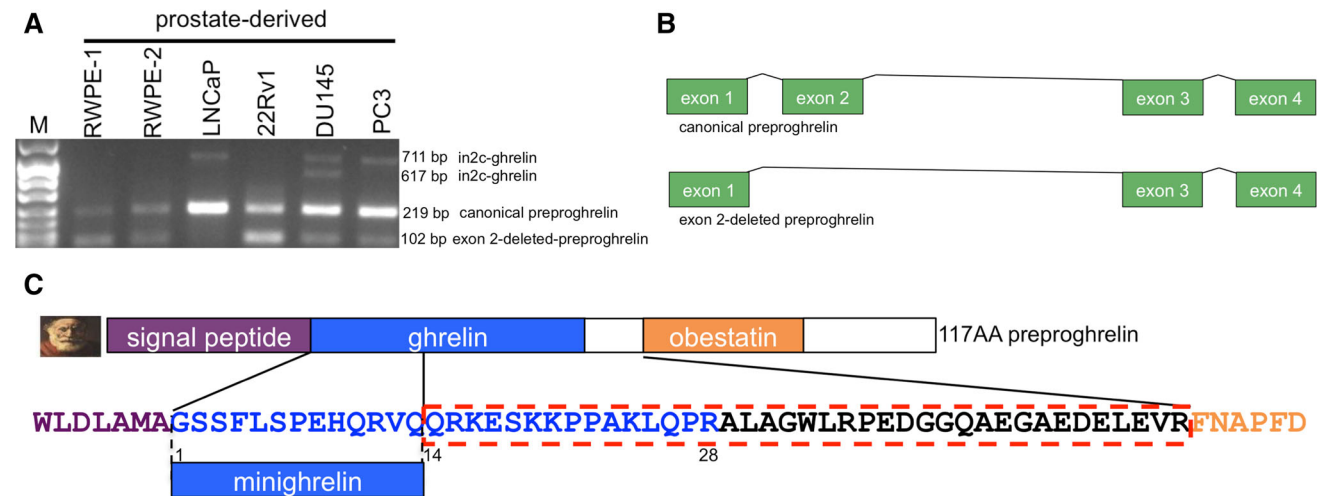 A
prostate-derived
M
RWPE-1
RWPE-2
LNCaP
22Rv1
DU145
PC3
711 bp in2c-ghrelin
617 bp in2c-ghrelin
219 bp canonical preproghrelin
102 bp exon 2-deleted-preproghrelin
B
exon 1 exon 2 exon 3 exon 4
canonical preproghrelin
exon 1 exon 3 exon 4
exon 2-deleted preproghrelin
C
signal peptide ghrelin obestatin 117AA preproghrelin
WLDLAMAGSSFLSPEHQRVQQRKESKKPPAKLQPRALAGWLRPEDGGQAEGAEDELEVRFNAPFD
1 14 28
minighrelin